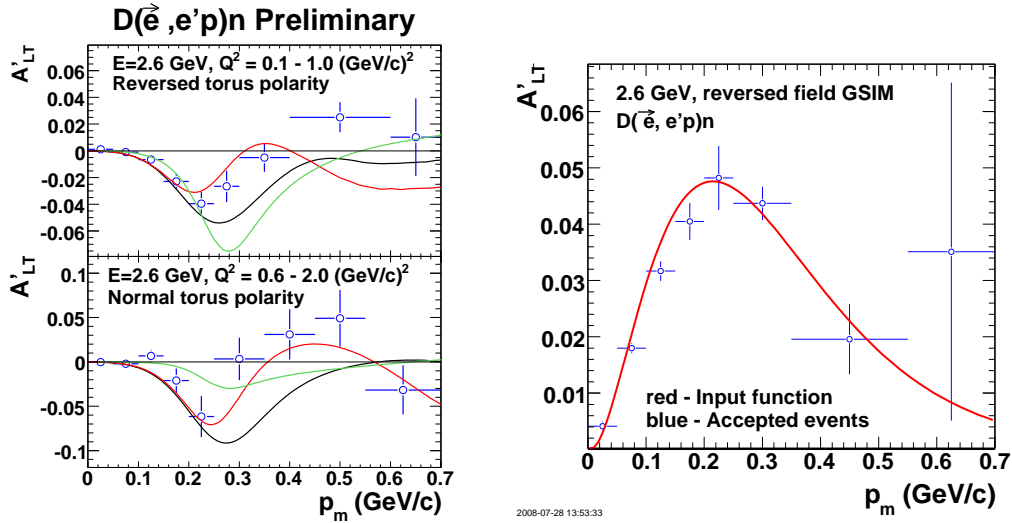 D(e⃗ ,e'p)n Preliminary
A'LT
0.06
0.04
0.02
0
-0.02
-0.04
-0.06
E=2.6 GeV, Q² = 0.1 - 1.0 (GeV/c)²
Reversed torus polarity
A'LT
0.1
0.05
0
-0.05
-0.1
E=2.6 GeV, Q² = 0.6 - 2.0 (GeV/c)²
Normal torus polarity
0 0.1 0.2 0.3 0.4 0.5 0.6 0.7
pm (GeV/c)
A'LT
0.06
0.05
0.04
0.03
0.02
0.01
2.6 GeV, reversed field GSIM
D(e⃗, e'p)n
red - Input function
blue - Accepted events
0 0.1 0.2 0.3 0.4 0.5 0.6 0.7
pm (GeV/c)
2008-07-28 13:53:33